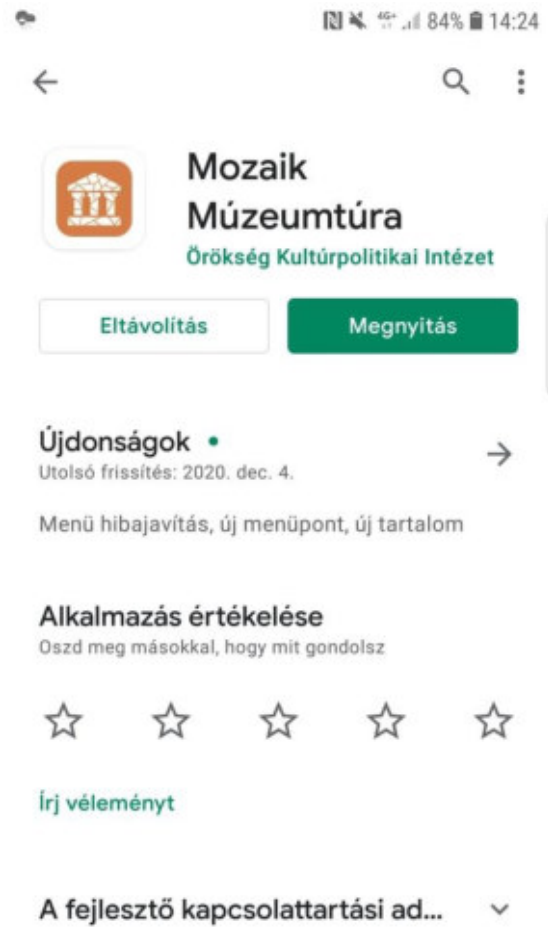 4G+ 84% 14:24
Mozaik
Múzeumtúra
Örökség Kultúrpolitikai Intézet
Eltávolítás Megnyitás
Újdonságok
Utolsó frissítés: 2020. dec. 4.
Menü hibajavítás, új menüpont, új tartalom
Alkalmazás értékelése
Oszd meg másokkal, hogy mit gondolsz
Írj véleményt
A fejlesztő kapcsolattartási ad...